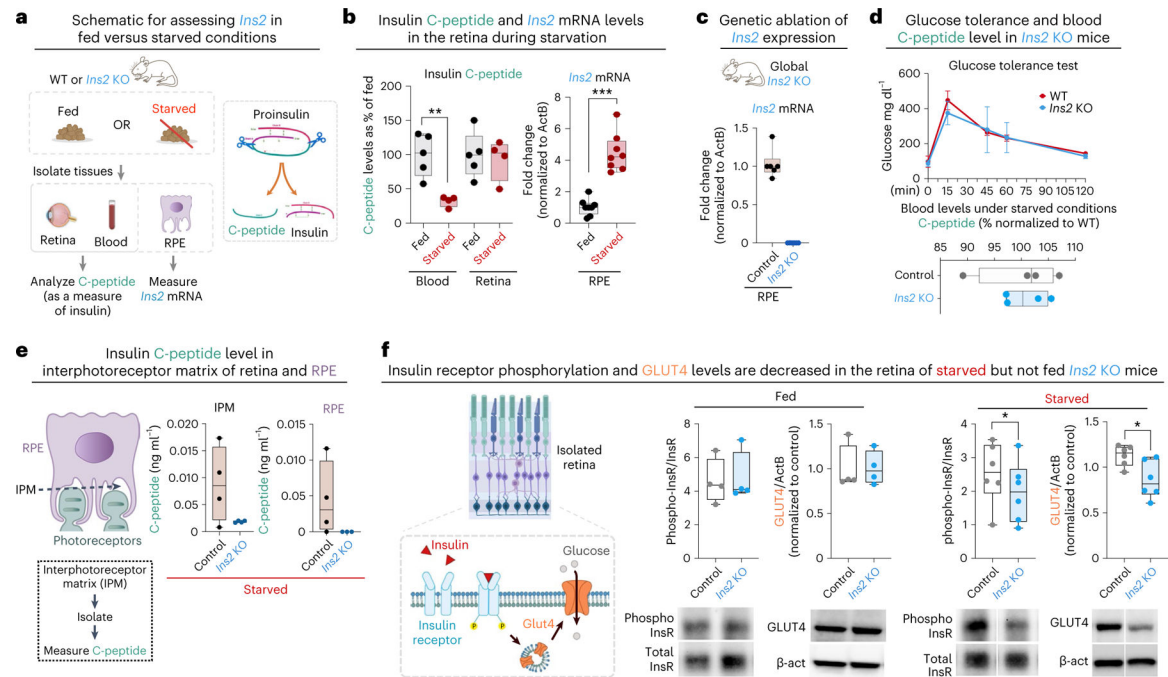 a
Schematic for assessing Ins2 in
fed versus starved conditions
WT or Ins2 KO
Fed
OR
Starved
Isolate tissues
Retina
Blood
RPE
Analyze C-peptide
(as a measure
of insulin)
Measure
Ins2 mRNA
Proinsulin
C-peptide
Insulin
b
Insulin C-peptide and Ins2 mRNA levels
in the retina during starvation
Insulin C-peptide
C-peptide levels as % of fed
200
150
100
50
0
**
Fed
Starved
Fed
Starved
Blood
Retina
Ins2 mRNA
Fold change
(normalized to ActB)
8
6
4
2
0
***
Fed
Starved
RPE
c
Genetic ablation of
Ins2 expression
Global
Ins2 KO
Ins2 mRNA
Fold change
(normalized to ActB)
1.5
1.0
0.5
0
Control
Ins2 KO
RPE
d
Glucose tolerance and blood
C-peptide level in Ins2 KO mice
Glucose tolerance test
Glucose mg dl⁻¹
600
400
200
0
WT
Ins2 KO
(min) 0 15 30 45 60 75 90 105 120
Blood levels under starved conditions
C-peptide (% normalized to WT)
85 90 95 100 105 110
Control
Ins2 KO
e
Insulin C-peptide level in
interphotoreceptor matrix of retina and RPE
RPE
IPM
Photoreceptors
Interphotoreceptor
matrix (IPM)
Isolate
Measure C-peptide
IPM
C-peptide (ng ml⁻¹)
0.020
0.015
0.010
0.005
0
Control
Ins2 KO
RPE
C-peptide (ng ml⁻¹)
0.015
0.010
0.05
0
Control
Ins2 KO
Starved
f
Insulin receptor phosphorylation and GLUT4 levels are decreased in the retina of starved but not fed Ins2 KO mice
Isolated
retina
Insulin
Glucose
Insulin
receptor
P
P
Glut4
Fed
Phospho-InsR/InsR
8
6
4
2
0
Control
Ins2 KO
GLUT4/ActB
(normalized to control)
1.5
1.0
0.5
0
Control
Ins2 KO
Phospho
InsR
Total
InsR
GLUT4
β-act
Starved
phospho-InsR/InsR
4
3
2
1
0
*
Control
Ins2 KO
GLUT4/ActB
(normalized to control)
1.5
1.0
0.5
0
*
Control
Ins2 KO
Phospho
InsR
Total
InsR
GLUT4
β-act